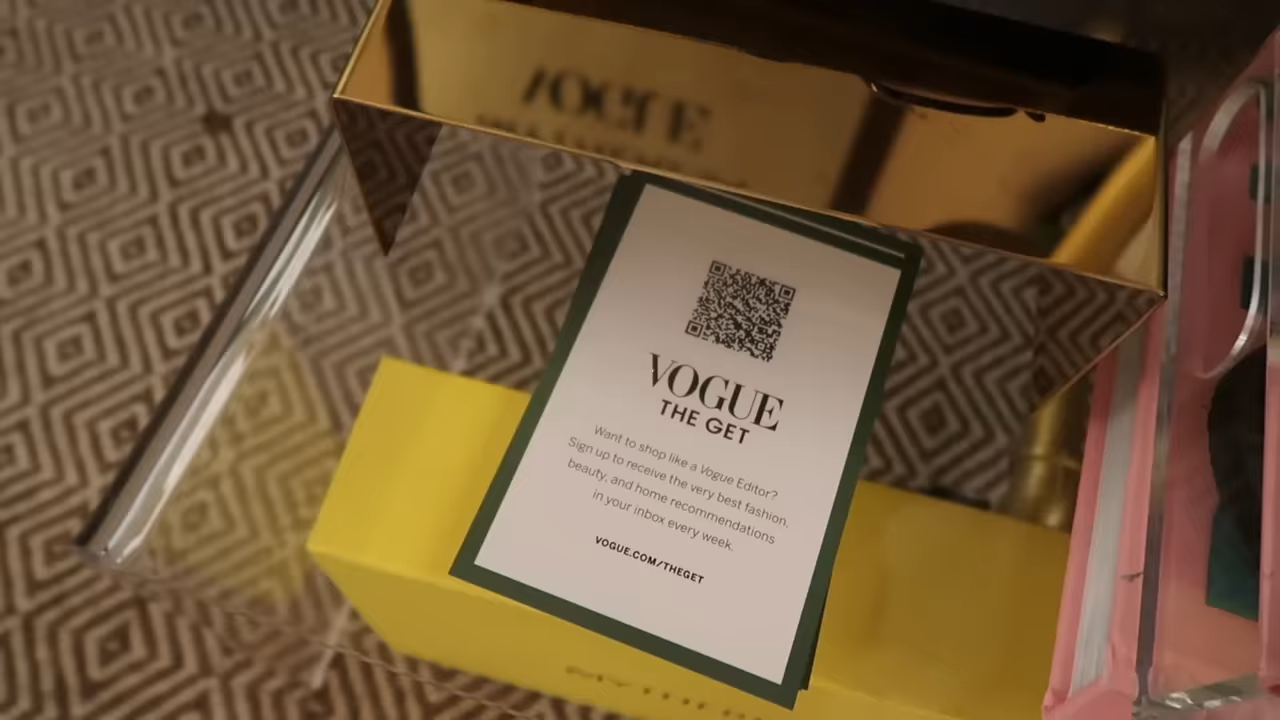 VOGUE
VOGUE
THE GET
Want to shop like a Vogue Editor?
Sign up to receive the very best fashion,
beauty, and home recommendations
in your inbox every week.
VOGUE.COM/THEGET